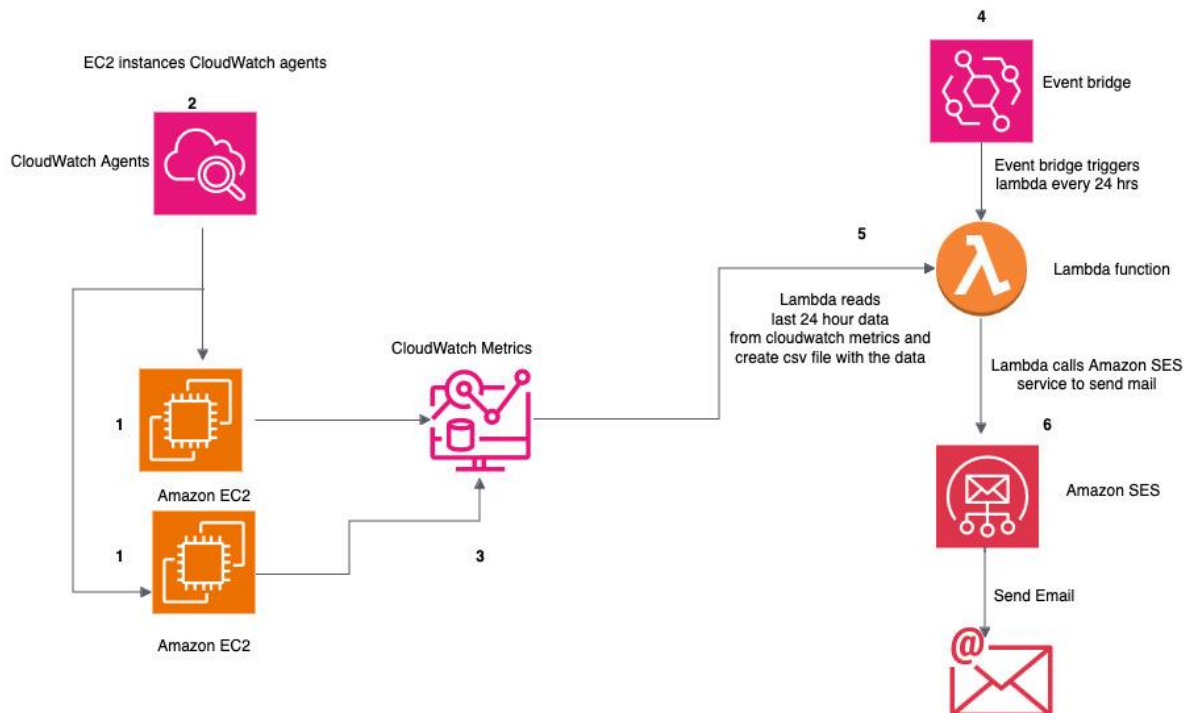 4
EC2 instances CloudWatch agents
2
Event bridge
CloudWatch Agents
Event bridge triggers
lambda every 24 hrs
5
Lambda function
Lambda reads
last 24 hour data
from cloudwatch metrics and
create csv file with the data
CloudWatch Metrics
Lambda calls Amazon SES
service to send mail
1
6
Amazon EC2
Amazon SES
1
3
Send Email
Amazon EC2
@